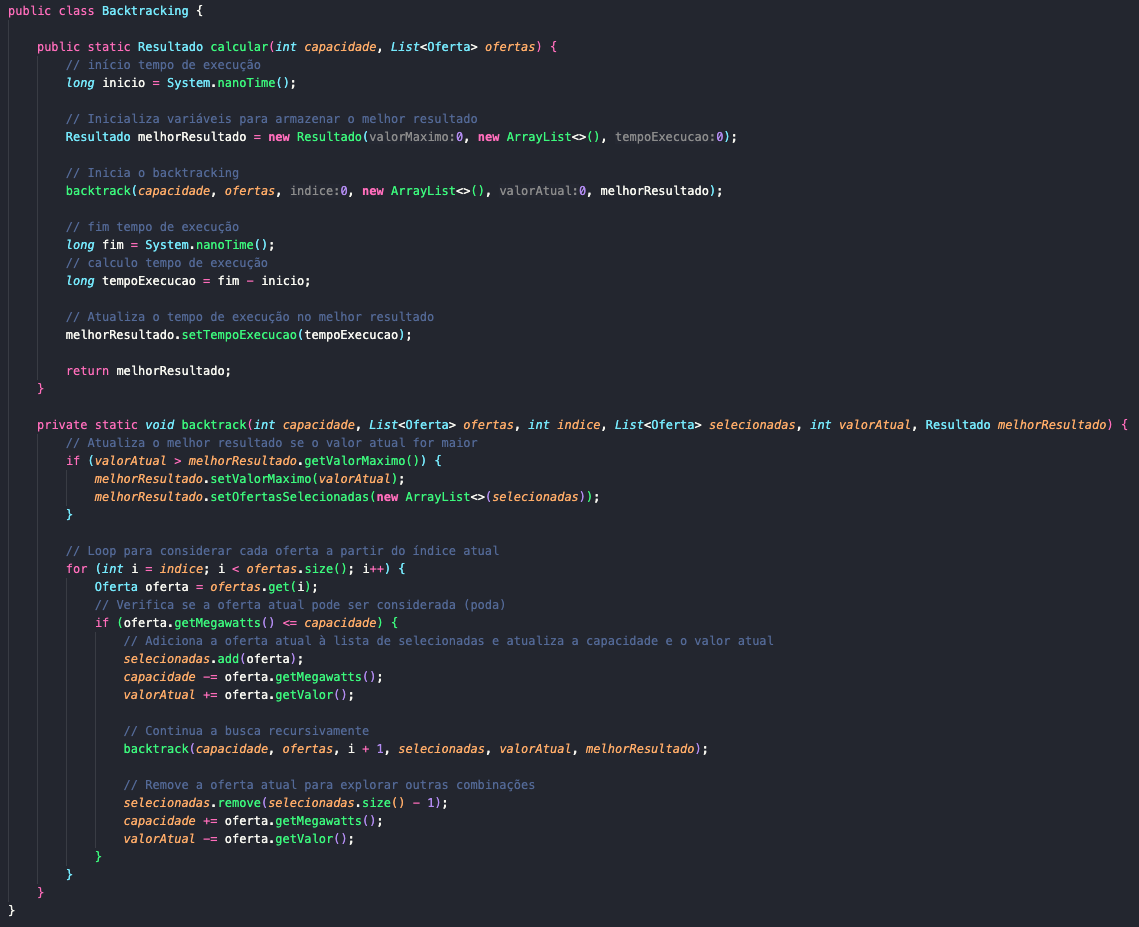 public class Backtracking {
public static Resultado calcular(int capacidade, List<Oferta> ofertas) {
// início tempo de execução
long inicio = System.nanoTime();
// Inicializa variáveis para armazenar o melhor resultado
Resultado melhorResultado = new Resultado(valorMaximo:0, new ArrayList<>(), tempoExecucao:0);
// Inicia o backtracking
backtrack(capacidade, ofertas, indice:0, new ArrayList<>(), valorAtual:0, melhorResultado);
// fim tempo de execução
long fim = System.nanoTime();
// calculo tempo de execução
long tempoExecucao = fim - inicio;
// Atualiza o tempo de execução no melhor resultado
melhorResultado.setTempoExecucao(tempoExecucao);
return melhorResultado;
}
private static void backtrack(int capacidade, List<Oferta> ofertas, int indice, List<Oferta> selecionadas, int valorAtual, Resultado melhorResultado) {
// Atualiza o melhor resultado se o valor atual for maior
if (valorAtual > melhorResultado.getValorMaximo()) {
melhorResultado.setValorMaximo(valorAtual);
melhorResultado.setOfertasSelecionadas(new ArrayList<>(selecionadas));
}
// Loop para considerar cada oferta a partir do índice atual
for (int i = indice; i < ofertas.size(); i++) {
Oferta oferta = ofertas.get(i);
// Verifica se a oferta atual pode ser considerada (poda)
if (oferta.getMegawatts() <= capacidade) {
// Adiciona a oferta atual à lista de selecionadas e atualiza a capacidade e o valor atual
selecionadas.add(oferta);
capacidade -= oferta.getMegawatts();
valorAtual += oferta.getValor();
// Continua a busca recursivamente
backtrack(capacidade, ofertas, i + 1, selecionadas, valorAtual, melhorResultado);
// Remove a oferta atual para explorar outras combinações
selecionadas.remove(selecionadas.size() - 1);
capacidade += oferta.getMegawatts();
valorAtual -= oferta.getValor();
}
}
}
}